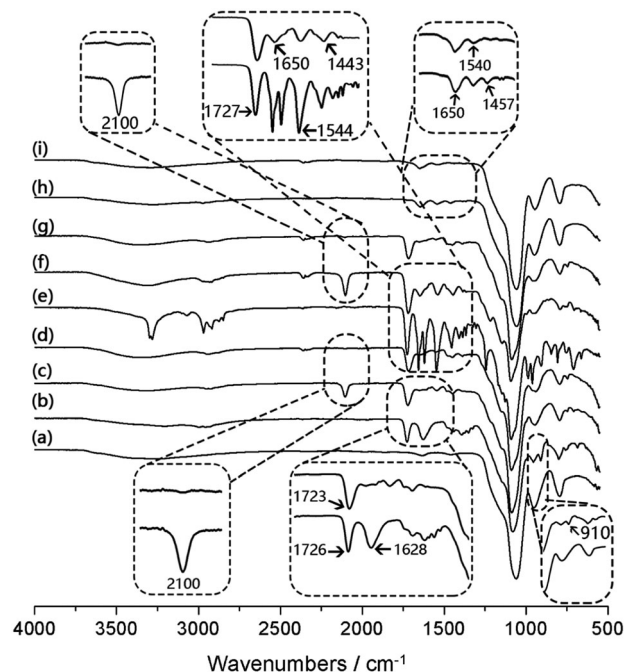 2100
1650
1443
1727
1544
1540
1650
1457
(i)
(h)
(g)
(f)
(e)
(d)
(c)
(b)
(a)
2100
1723
1726
1628
910
4000 3500 3000 2500 2000 1500 1000 500
Wavenumbers / cm-1